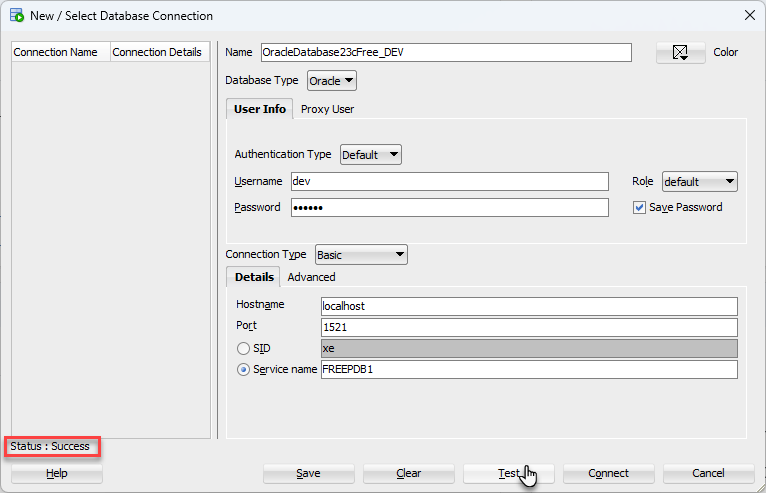 New / Select Database Connection
Connection Name Connection Details
Name OracleDatabase23cFree_DEV Color
Database Type Oracle
User Info Proxy User
Authentication Type Default
Username dev Role default
Password •••••• Save Password
Connection Type Basic
Details Advanced
Hostname localhost
Port 1521
SID xe
Service name FREEPDB1
Status : Success
Help Save Clear Test Connect Cancel